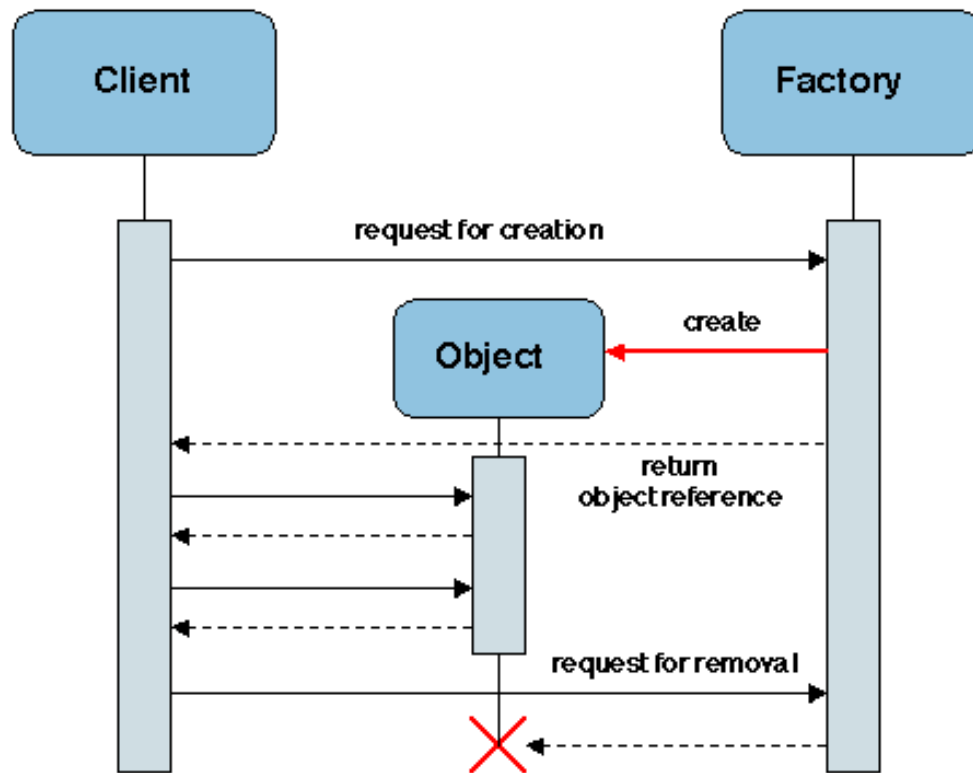 Client
Factory
request for creation
create
Object
return
object reference
request for removal